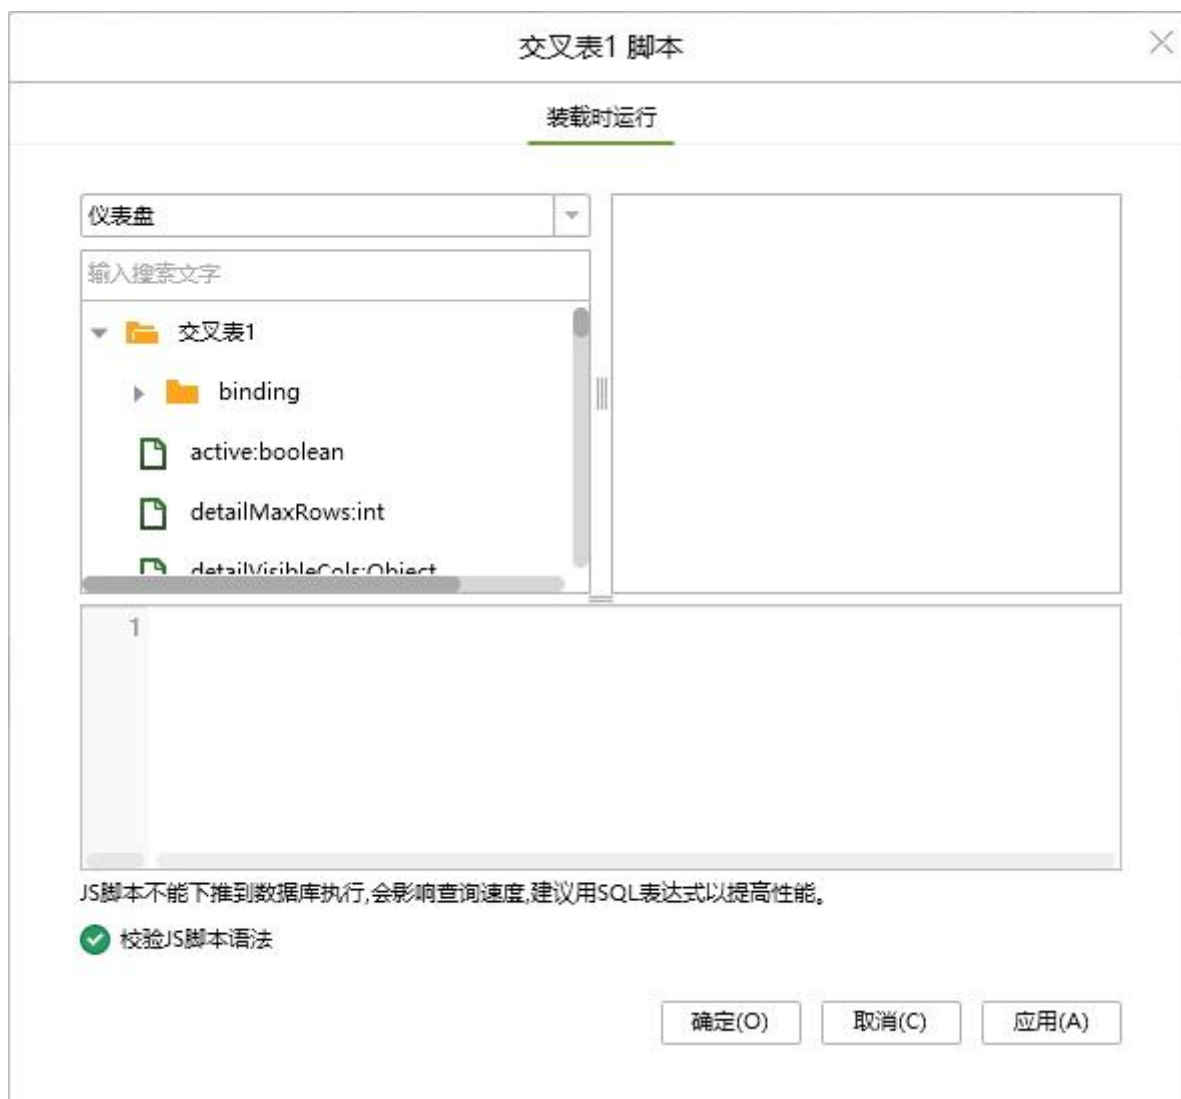 交叉表1 脚本
装载时运行
仪表盘
输入搜索文字
交叉表1
binding
active:boolean
detailMaxRows:int
detailVisibleCols:Object
1
JS脚本不能下推到数据库执行,会影响查询速度,建议用SQL表达式以提高性能。
校验JS脚本语法
确定(O)
取消(C)
应用(A)